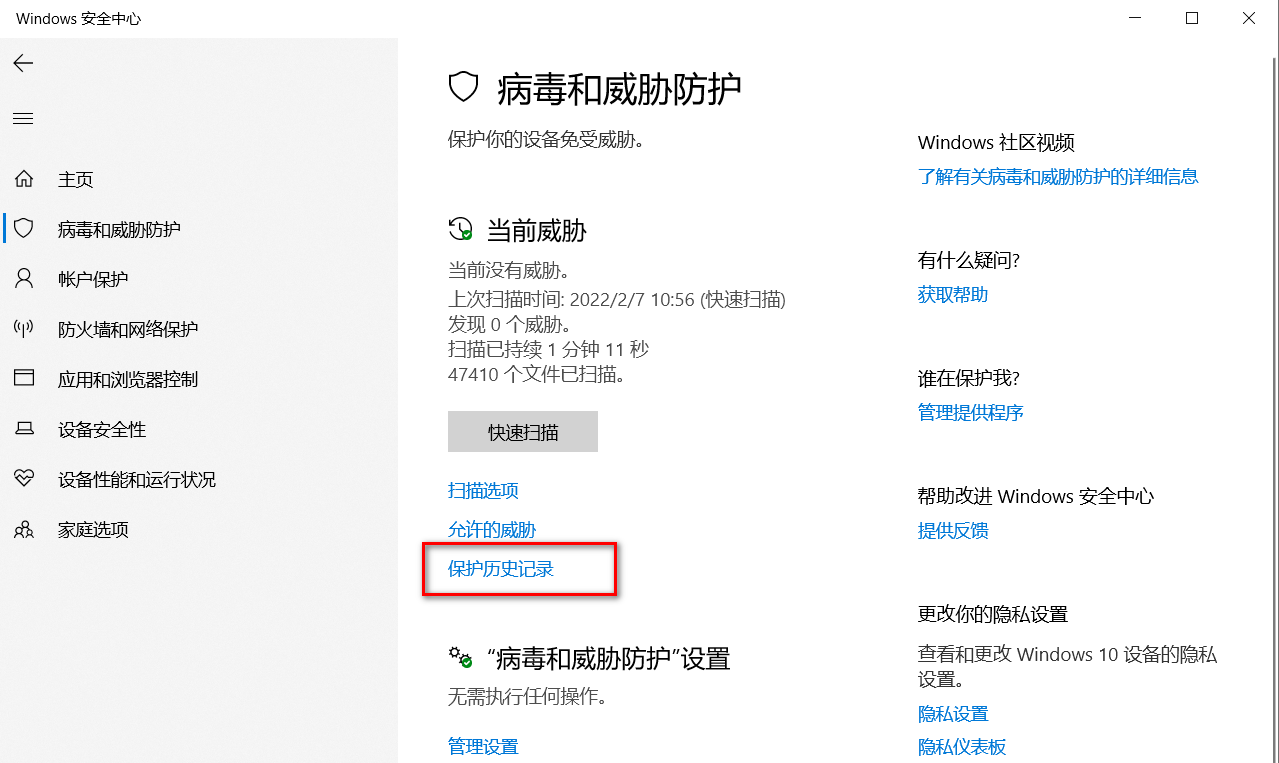 Windows 安全中心
主页
病毒和威胁防护
帐户保护
防火墙和网络保护
应用和浏览器控制
设备安全性
设备性能和运行状况
家庭选项
病毒和威胁防护
保护你的设备免受威胁。
当前威胁
当前没有威胁。
上次扫描时间: 2022/2/7 10:56 (快速扫描)
发现 0 个威胁。
扫描已持续 1 分钟 11 秒
47410 个文件已扫描。
快速扫描
扫描选项
允许的威胁
保护历史记录
“病毒和威胁防护”设置
无需执行任何操作。
管理设置
Windows 社区视频
了解有关病毒和威胁防护的详细信息
有什么疑问?
获取帮助
谁在保护我?
管理提供程序
帮助改进 Windows 安全中心
提供反馈
更改你的隐私设置
查看和更改 Windows 10 设备的隐私
设置。
隐私设置
隐私仪表板